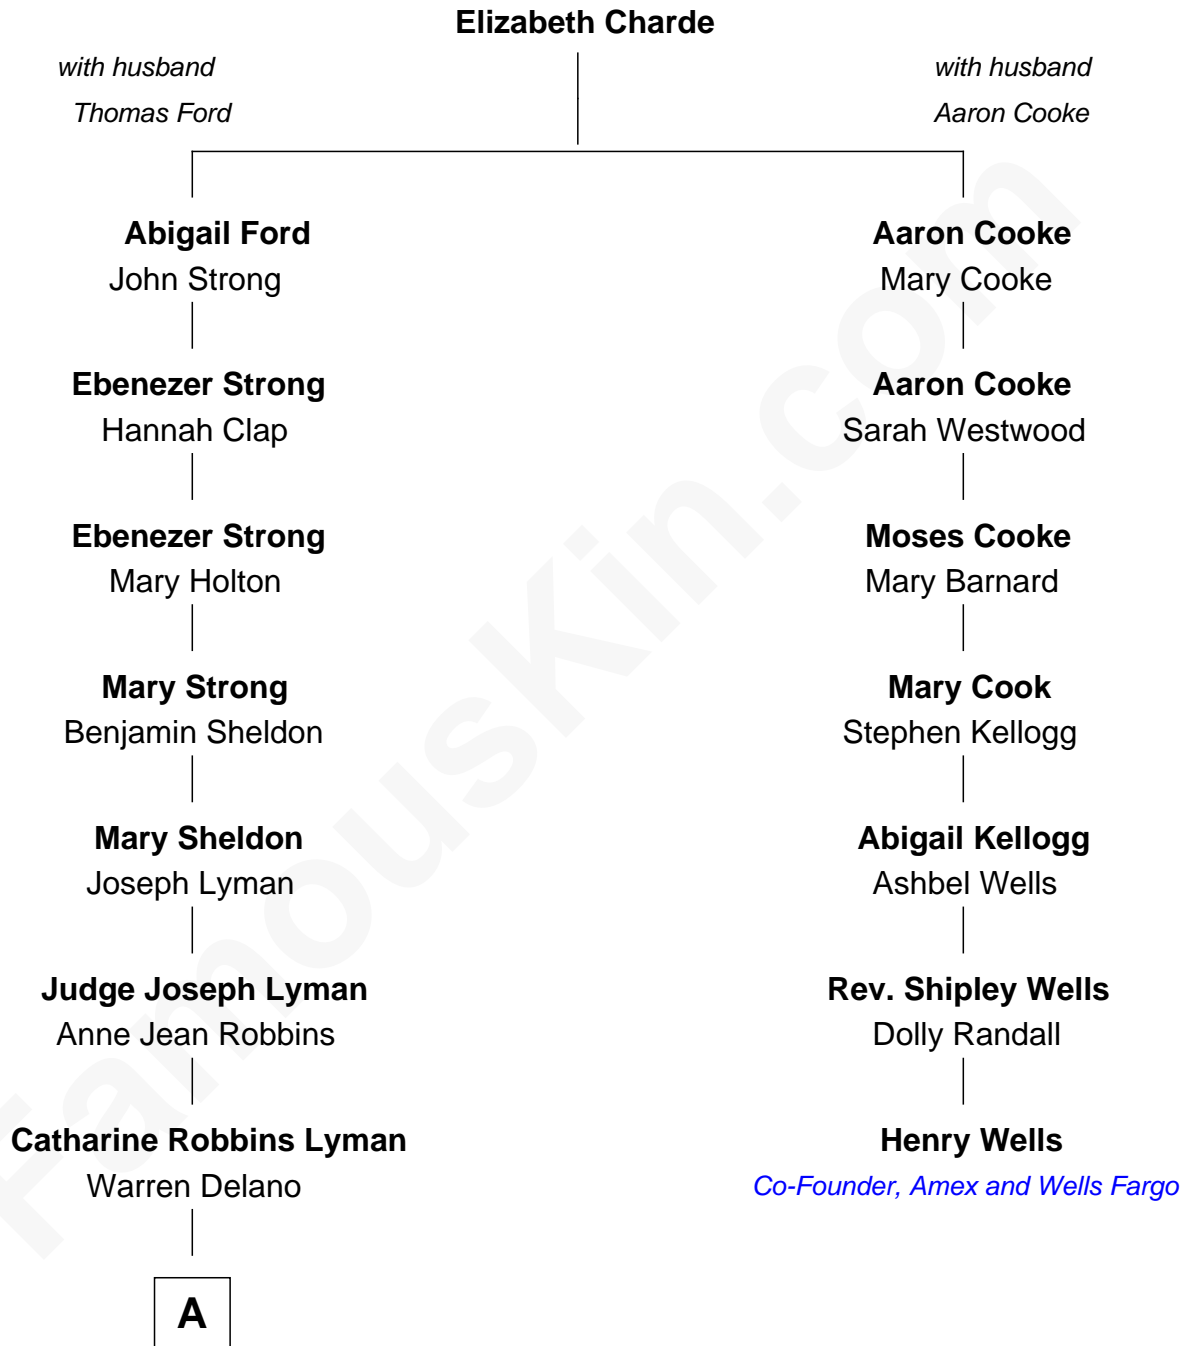 Elizabeth Charde
with husband
Thomas Ford
with husband
Aaron Cooke
Abigail Ford
John Strong
Aaron Cooke
Mary Cooke
Ebenezer Strong
Hannah Clap
Aaron Cooke
Sarah Westwood
Ebenezer Strong
Mary Holton
Moses Cooke
Mary Barnard
Mary Strong
Benjamin Sheldon
Mary Cook
Stephen Kellogg
Mary Sheldon
Joseph Lyman
Abigail Kellogg
Ashbel Wells
Judge Joseph Lyman
Anne Jean Robbins
Rev. Shipley Wells
Dolly Randall
Catharine Robbins Lyman
Warren Delano
Henry Wells
Co-Founder, Amex and Wells Fargo
A
FamousKin.com